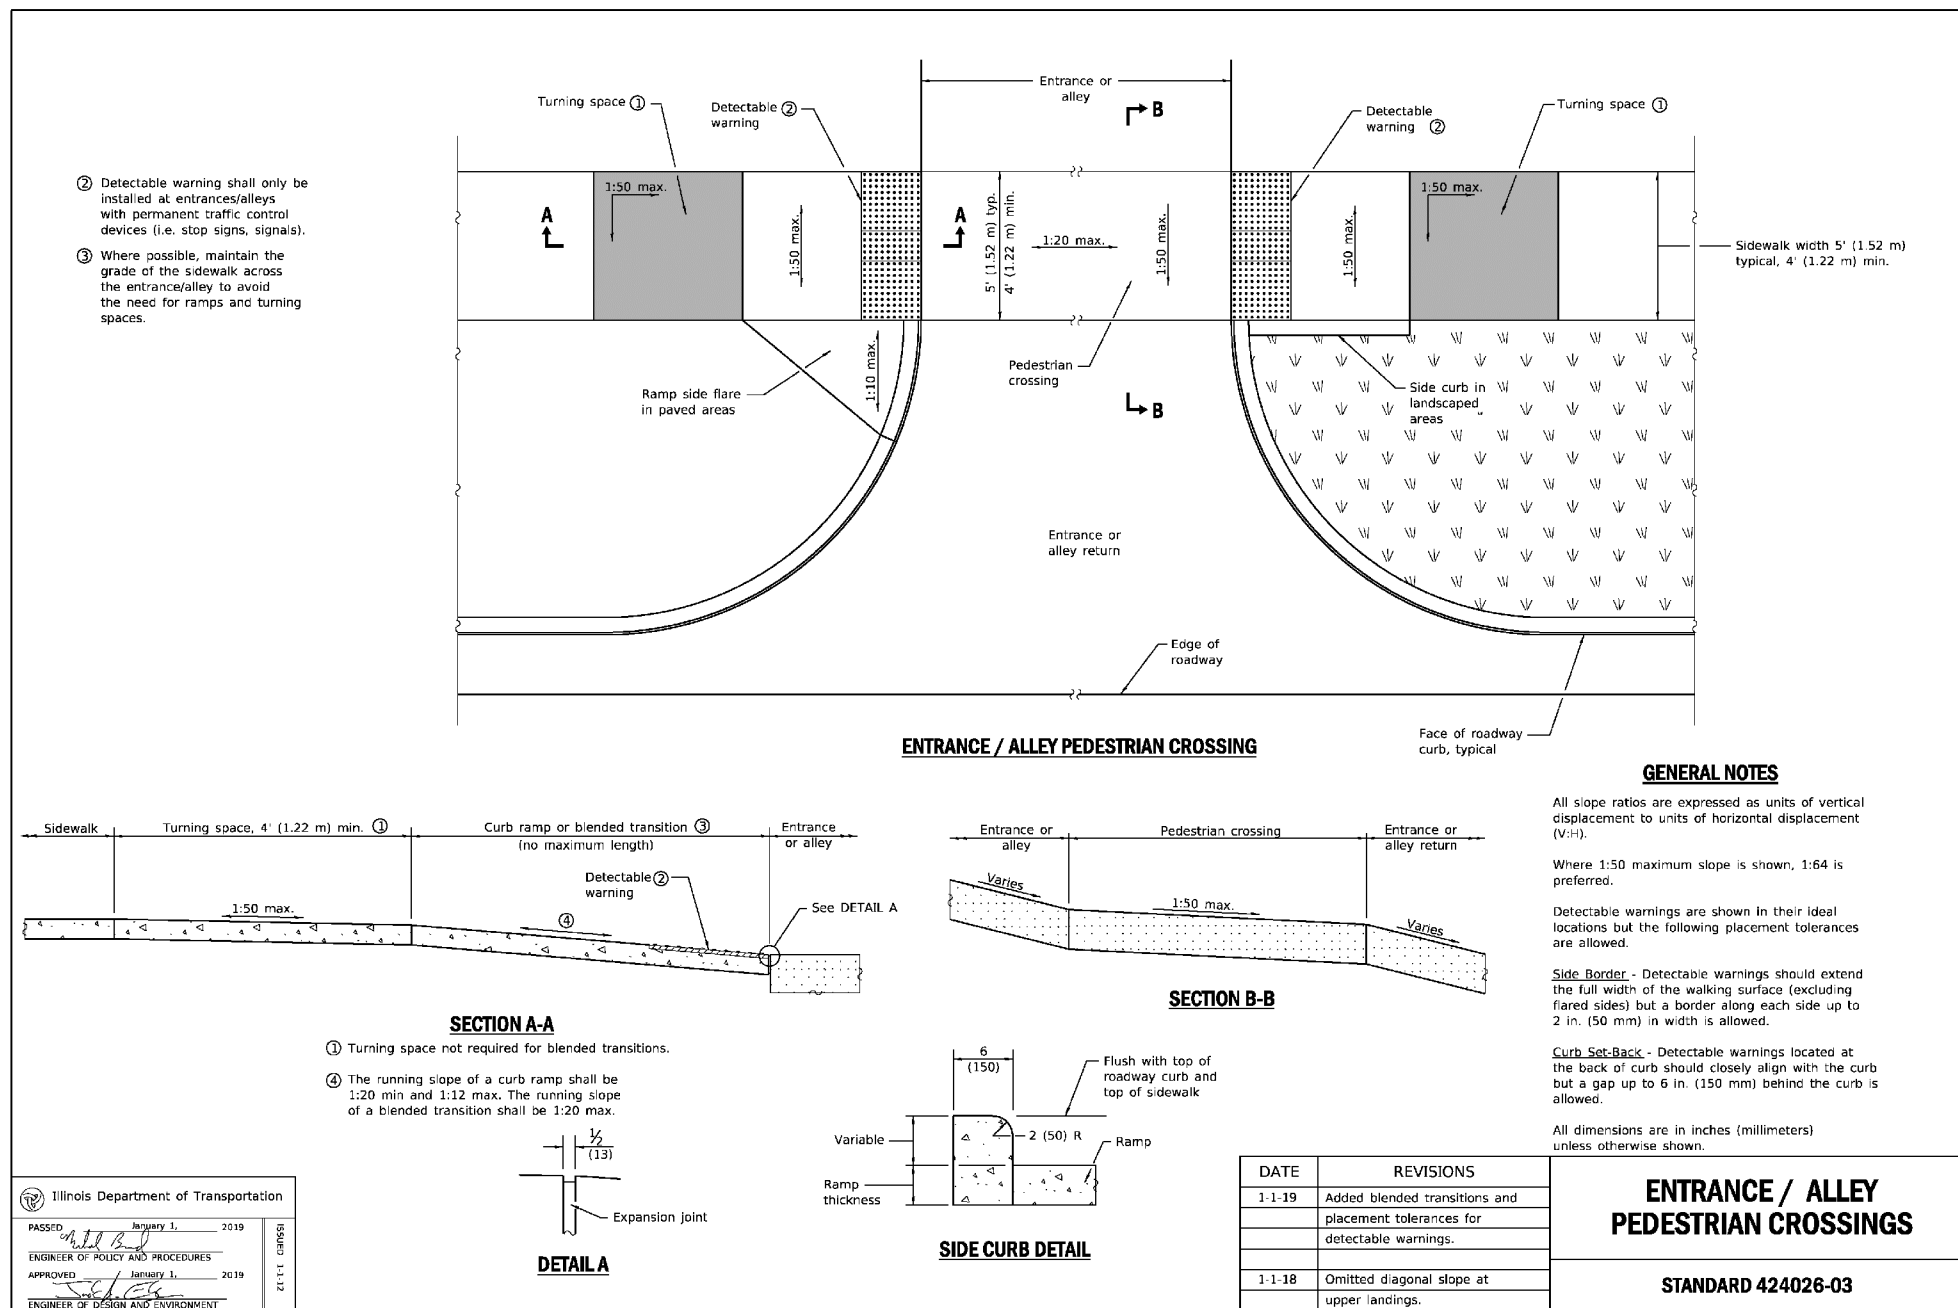 Entrance or
alley
B
Turning space ①
Detectable ②
warning
Detectable
warning ②
Turning space ①
② Detectable warning shall only be
installed at entrances/alleys
with permanent traffic control
devices (i.e. stop signs, signals).
③ Where possible, maintain the
grade of the sidewalk across
the entrance/alley to avoid
the need for ramps and turning
spaces.
1:50 max.
A
1:50 max.
A
5' (1.52 m) typ.
4' (1.22 m) min.
1:20 max.
1:50 max.
1:50 max.
1:50 max.
Sidewalk width 5' (1.52 m)
typical, 4' (1.22 m) min.
1:10 max.
Ramp side flare
in paved areas
Pedestrian
crossing
B
Side curb in
landscaped
areas
Entrance or
alley return
Edge of
roadway
Face of roadway
curb, typical
ENTRANCE / ALLEY PEDESTRIAN CROSSING
Sidewalk
Turning space, 4' (1.22 m) min. ①
Curb ramp or blended transition ③
(no maximum length)
Entrance
or alley
Detectable ②
warning
1:50 max.
④
See DETAIL A
SECTION A-A
① Turning space not required for blended transitions.
④ The running slope of a curb ramp shall be
1:20 min and 1:12 max. The running slope
of a blended transition shall be 1:20 max.
Entrance or
alley
Pedestrian crossing
Entrance or
alley return
Varies
1:50 max.
Varies
SECTION B-B
1/2
(13)
Expansion joint
DETAIL A
6
(150)
Flush with top of
roadway curb and
top of sidewalk
Variable
2 (50) R
Ramp
Ramp
thickness
SIDE CURB DETAIL
GENERAL NOTES
All slope ratios are expressed as units of vertical
displacement to units of horizontal displacement
(V:H).
Where 1:50 maximum slope is shown, 1:64 is
preferred.
Detectable warnings are shown in their ideal
locations but the following placement tolerances
are allowed.
Side Border - Detectable warnings should extend
the full width of the walking surface (excluding
flared sides) but a border along each side up to
2 in. (50 mm) in width is allowed.
Curb Set-Back - Detectable warnings located at
the back of curb should closely align with the curb
but a gap up to 6 in. (150 mm) behind the curb is
allowed.
All dimensions are in inches (millimeters)
unless otherwise shown.
Illinois Department of Transportation
PASSED January 1, 2019
ENGINEER OF POLICY AND PROCEDURES
APPROVED January 1, 2019
ENGINEER OF DESIGN AND ENVIRONMENT
ISSUED 1-1-12
DATE REVISIONS
1-1-19 Added blended transitions and
placement tolerances for
detectable warnings.
1-1-18 Omitted diagonal slope at
upper landings.
ENTRANCE / ALLEY
PEDESTRIAN CROSSINGS
STANDARD 424026-03